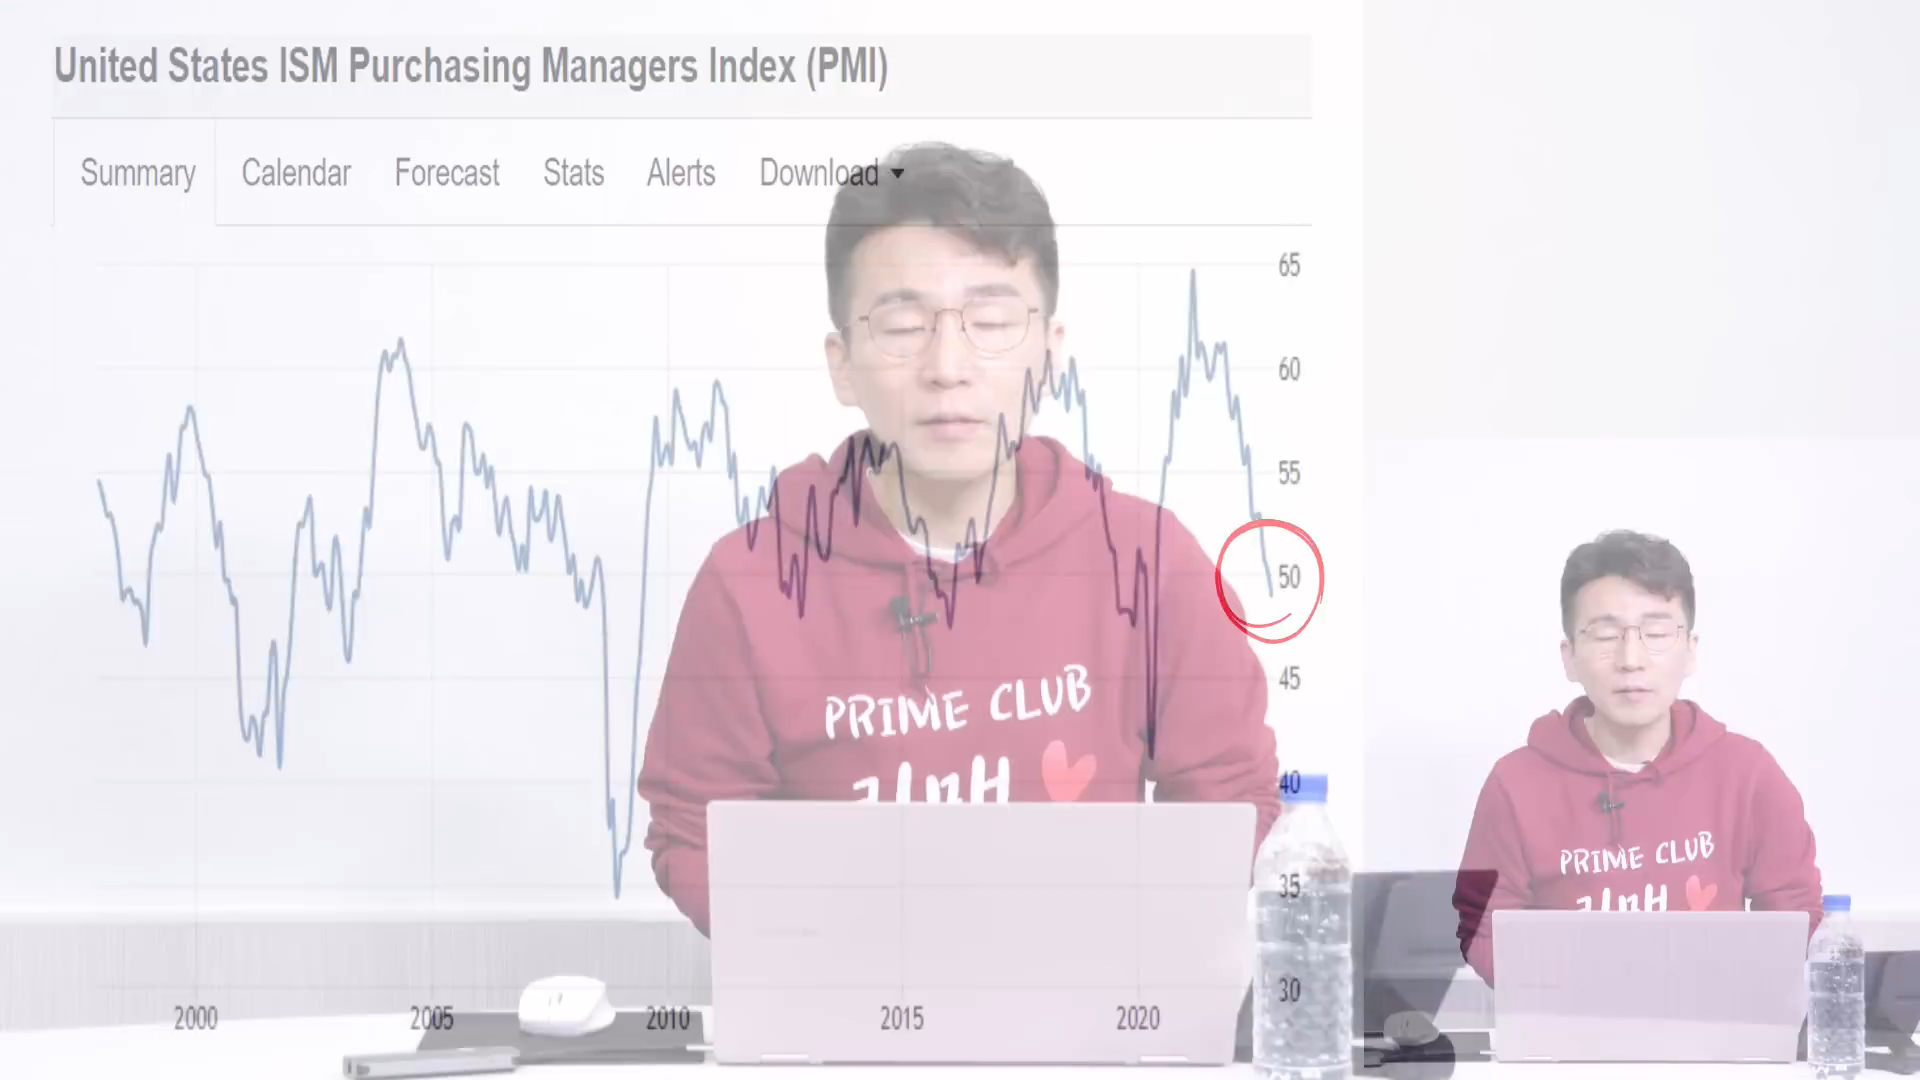 United States ISM Purchasing Managers Index (PMI)
Summary Calendar Forecast Stats Alerts Download
65
60
55
50
45
40
35
30
2000 2005 2010 2015 2020
PRIME CLUB
PRIME CLUB